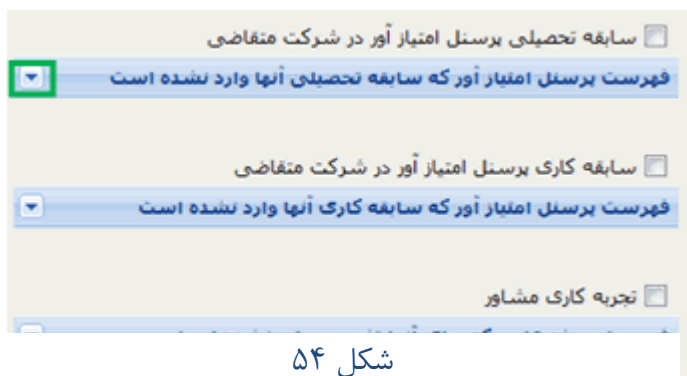 سابقه تحصیلی پرسنل امتیاز آور در شرکت متقاضی
فهرست پرسنل امتیاز آور که سابقه تحصیلی آنها وارد نشده است
سابقه کاری پرسنل امتیاز آور در شرکت متقاضی
فهرست پرسنل امتیاز آور که سابقه کاری آنها وارد نشده است
تجربه کاری مشاور
شکل ۵۴